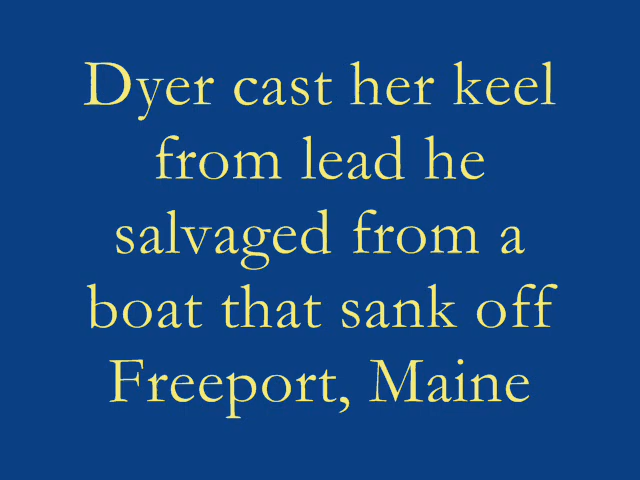 Dyer cast her keel
from lead he
salvaged from a
boat that sank off
Freeport, Maine